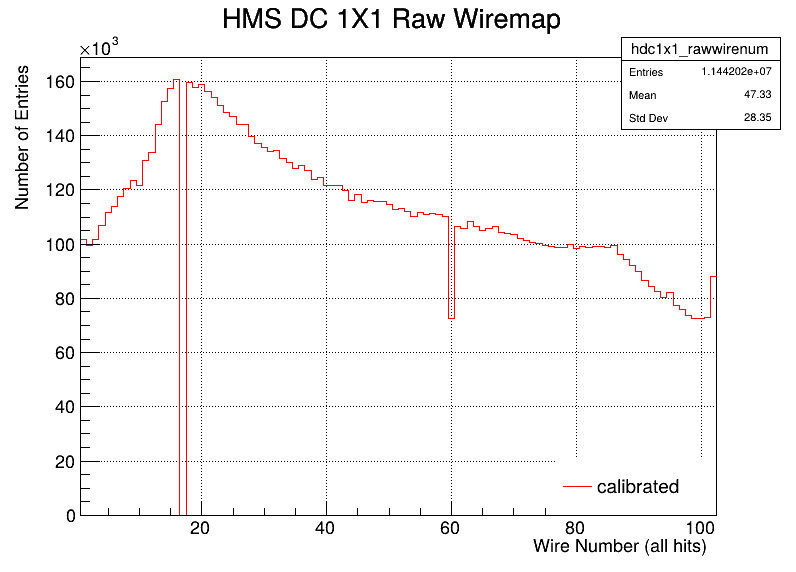 HMS DC 1X1 Raw Wiremap
×10³
hdc1x1_rawwirenum
Entries 1.144202e+07
Mean 47.33
Std Dev 28.35
Number of Entries
160
140
120
100
80
60
40
20
0
calibrated
20 40 60 80 100
Wire Number (all hits)